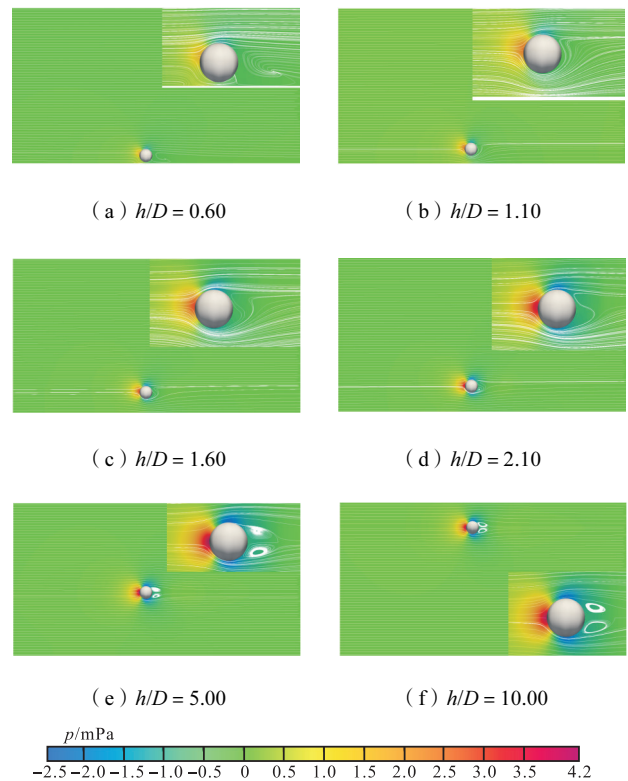 （a）h/D = 0.60
（b）h/D = 1.10
（c）h/D = 1.60
（d）h/D = 2.10
（e）h/D = 5.00
（f）h/D = 10.00
p/mPa
−2.5 −2.0 −1.5 −1.0 −0.5 0 0.5 1.0 1.5 2.0 2.5 3.0 3.5 4.2